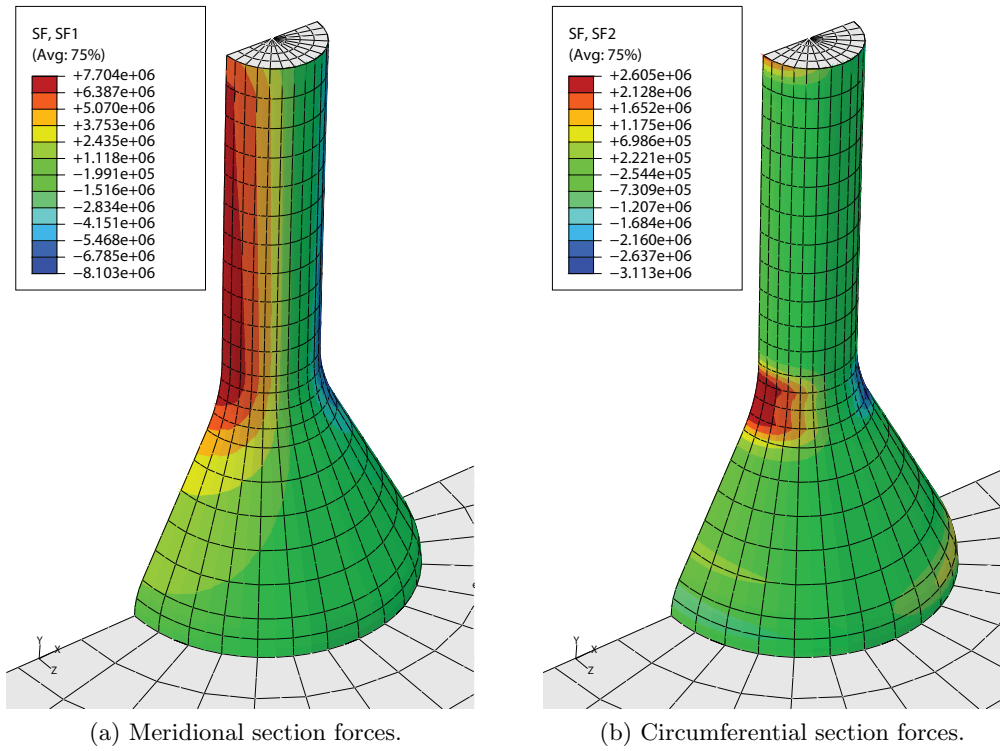 SF, SF1
(Avg: 75%)
+7.704e+06
+6.387e+06
+5.070e+06
+3.753e+06
+2.435e+06
+1.118e+06
−1.991e+05
−1.516e+06
−2.834e+06
−4.151e+06
−5.468e+06
−6.785e+06
−8.103e+06
Y
X
Z
(a) Meridional section forces.
SF, SF2
(Avg: 75%)
+2.605e+06
+2.128e+06
+1.652e+06
+1.175e+06
+6.986e+05
+2.221e+05
−2.544e+05
−7.309e+05
−1.207e+06
−1.684e+06
−2.160e+06
−2.637e+06
−3.113e+06
Y
X
Z
(b) Circumferential section forces.